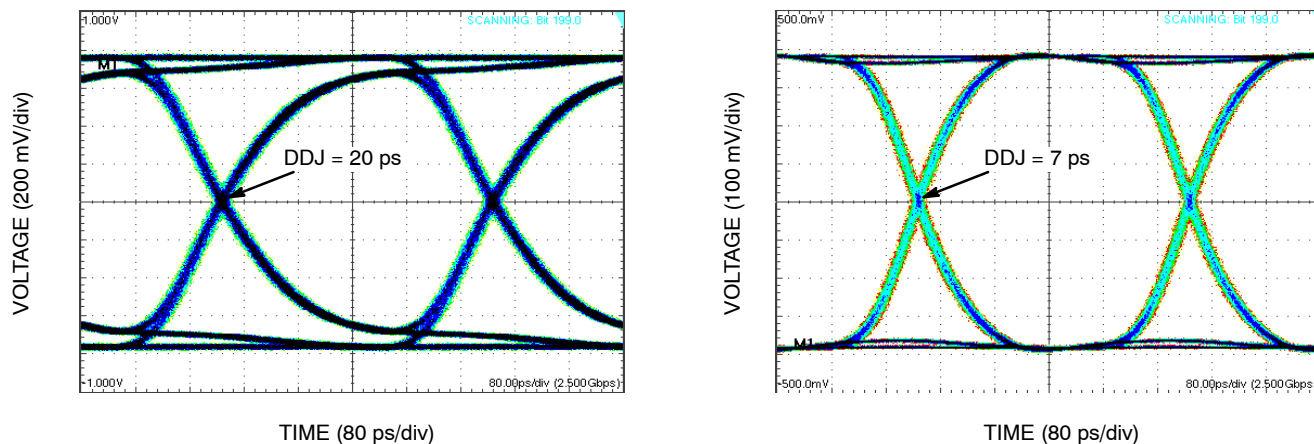 1.000V
SCANNING: Bit 199.0
M1
DDJ = 20 ps
VOLTAGE (200 mV/div)
-1.000V
80.00ps/div (2.500Gbps)
TIME (80 ps/div)
500.0mV
SCANNING: Bit 199.0
DDJ = 7 ps
VOLTAGE (100 mV/div)
M1
-500.0mV
80.00ps/div (2.500Gbps)
TIME (80 ps/div)